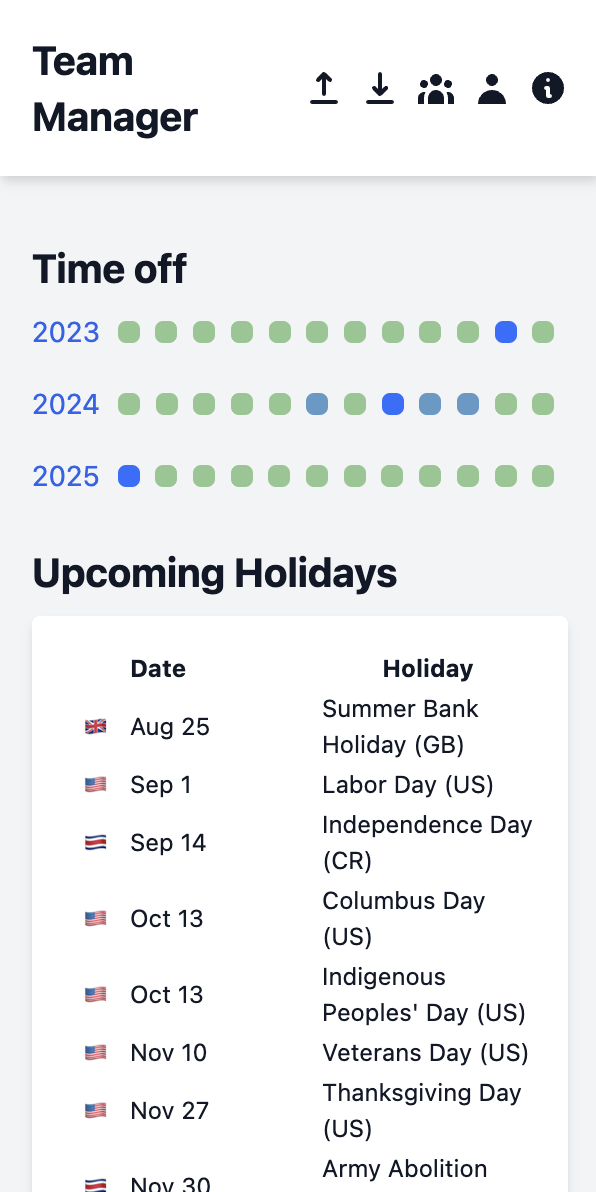 Team
Manager
Time off
2023
2024
2025
Upcoming Holidays
Date Holiday
Aug 25 Summer Bank
Holiday (GB)
Sep 1 Labor Day (US)
Sep 14 Independence Day
(CR)
Oct 13 Columbus Day
(US)
Oct 13 Indigenous
Peoples' Day (US)
Nov 10 Veterans Day (US)
Nov 27 Thanksgiving Day
(US)
Nov 30 Army Abolition